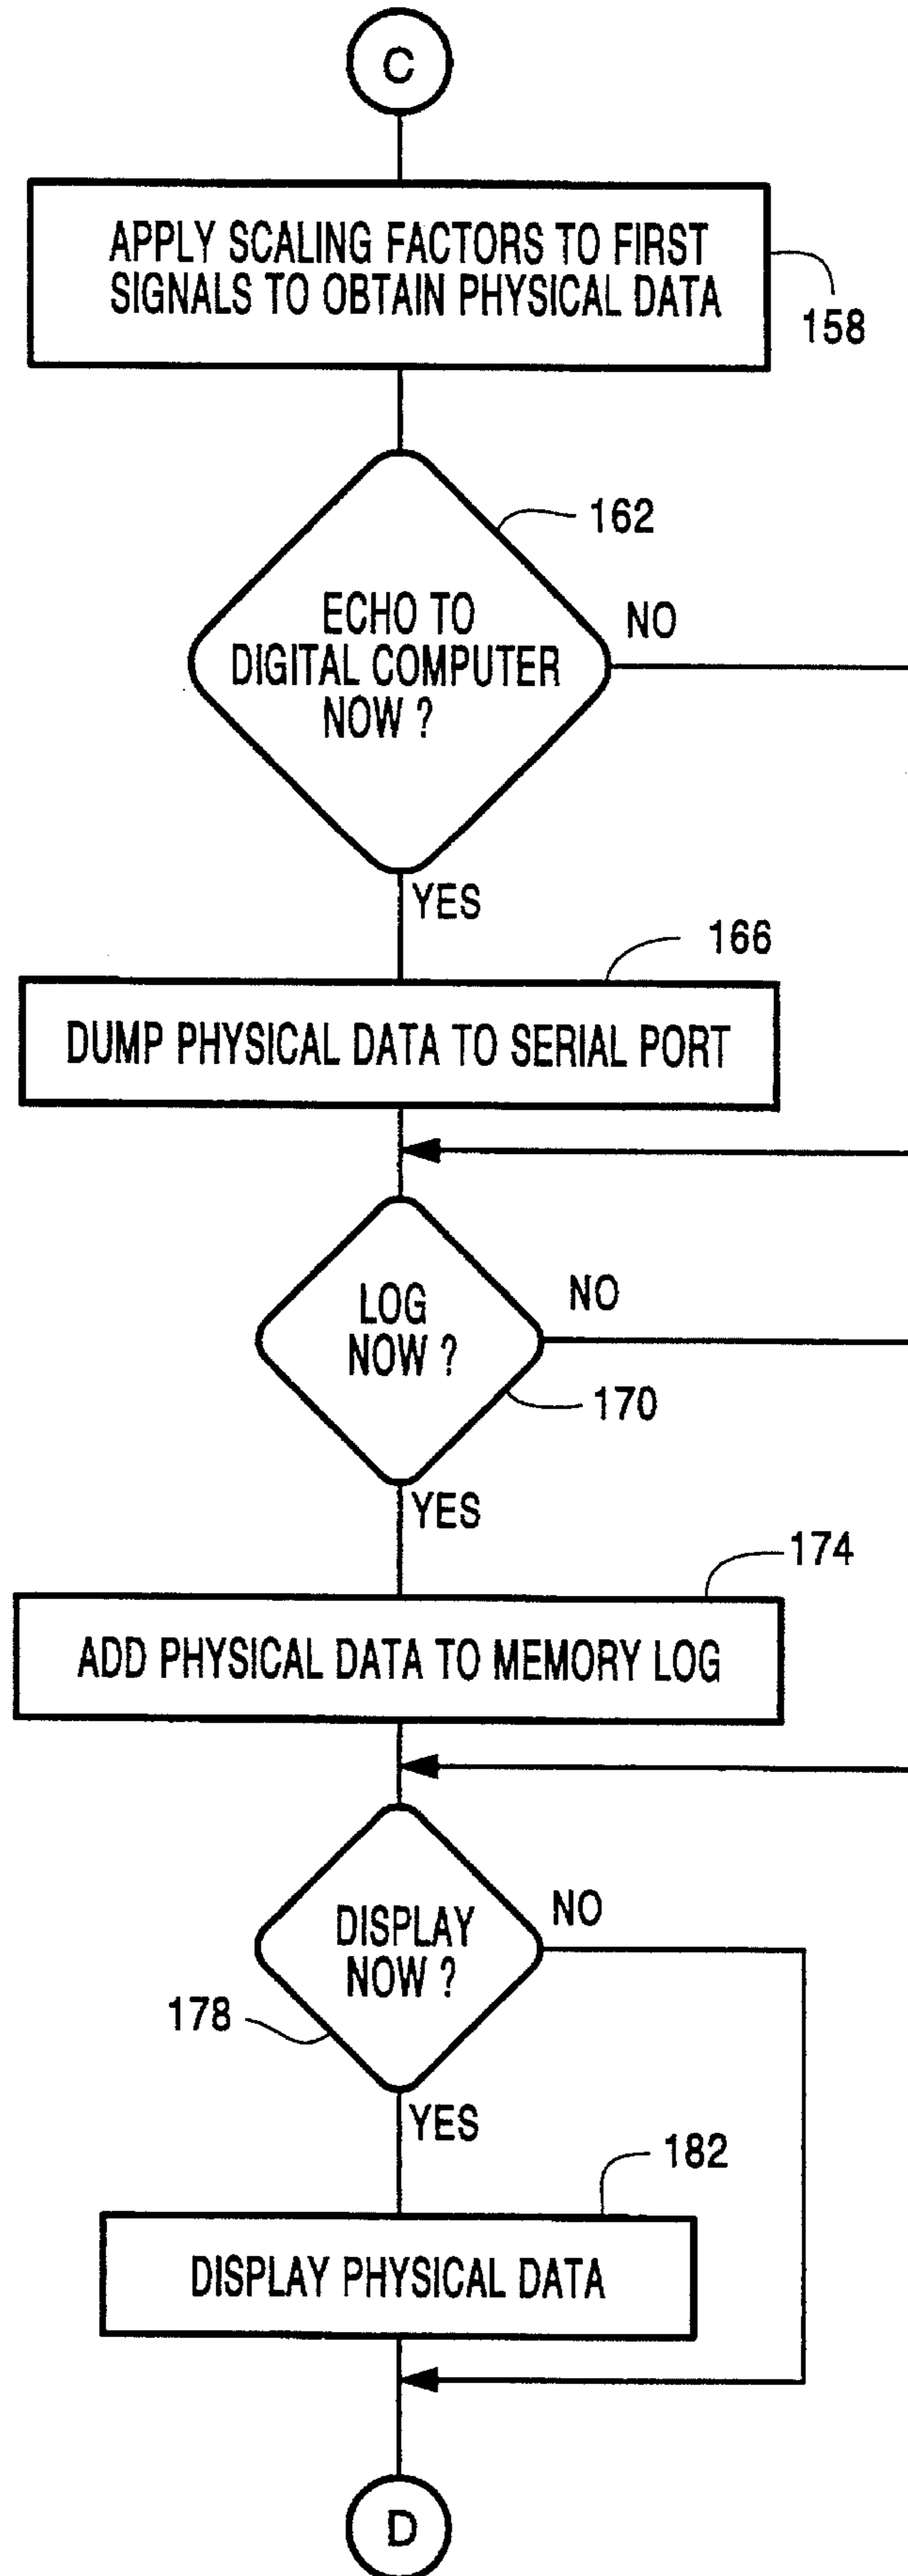 C
APPLY SCALING FACTORS TO FIRST
SIGNALS TO OBTAIN PHYSICAL DATA
158
162
ECHO TO
DIGITAL COMPUTER
NOW ?
NO
YES
166
DUMP PHYSICAL DATA TO SERIAL PORT
LOG
NOW ?
NO
170
YES
174
ADD PHYSICAL DATA TO MEMORY LOG
DISPLAY
NOW ?
NO
178
YES
182
DISPLAY PHYSICAL DATA
D